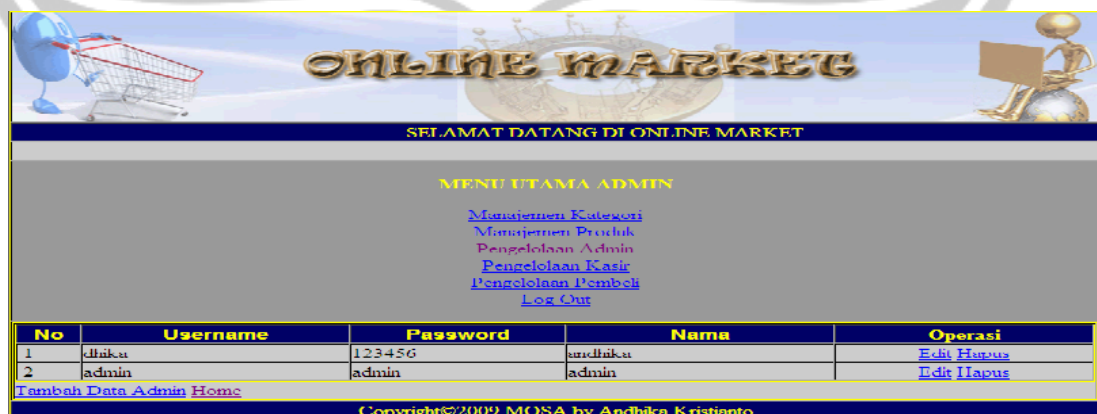 ONLINE MARKET
SELAMAT DATANG DI ONLINE MARKET
MENU UTAMA ADMIN
Manajemen Kategori
Manajemen Produk
Pengelolaan Admin
Pengelolaan Kasir
Pengelolaan Pembeli
Log Out
No Username Password Nama Operasi
1 dhika 123456 andhika Edit Hapus
2 admin admin admin Edit Hapus
Tambah Data Admin Home
Copyright©2009 MOSA by Andhika Kristianto